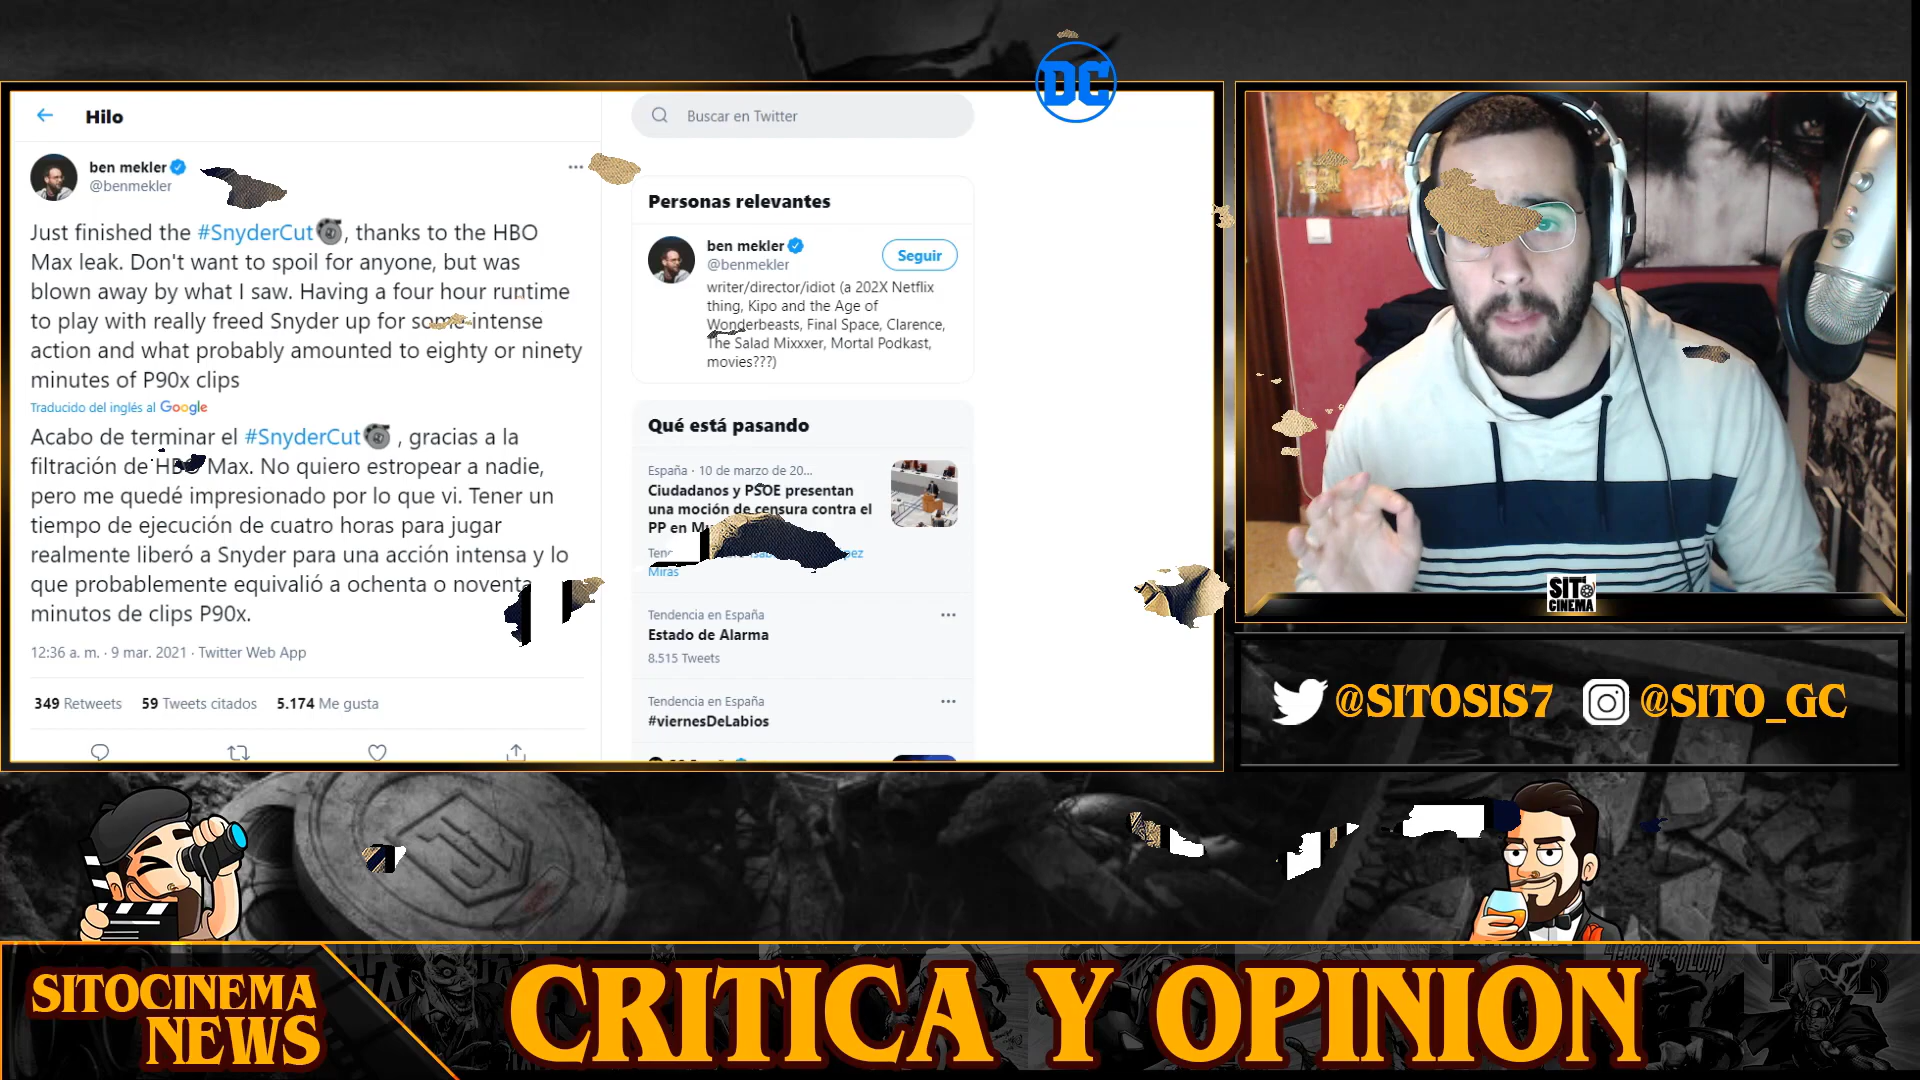 DC
Hilo
Buscar en Twitter
ben mekler
@benmekler
Just finished the #SnyderCut, thanks to the HBO
Max leak. Don't want to spoil for anyone, but was
blown away by what I saw. Having a four hour runtime
to play with really freed Snyder up for some intense
action and what probably amounted to eighty or ninety
minutes of P90x clips
Traducido del inglés al Google
Acabo de terminar el #SnyderCut , gracias a la
filtración de HBO Max. No quiero estropear a nadie,
pero me quedé impresionado por lo que vi. Tener un
tiempo de ejecución de cuatro horas para jugar
realmente liberó a Snyder para una acción intensa y lo
que probablemente equivalió a ochenta o noventa
minutos de clips P90x.
12:36 a. m. · 9 mar. 2021 · Twitter Web App
349 Retweets 59 Tweets citados 5.174 Me gusta
Personas relevantes
ben mekler
@benmekler
Seguir
writer/director/idiot (a 202X Netflix
thing, Kipo and the Age of
Wonderbeasts, Final Space, Clarence,
The Salad Mixxxer, Mortal Podkast,
movies???)
Qué está pasando
España · 10 de marzo de 20...
Ciudadanos y PSOE presentan
una moción de censura contra el
PP en
Miras
Tendencia en España
Estado de Alarma
8.515 Tweets
Tendencia en España
#viernesDeLabios
SITO
CINEMA
@SITOSIS7 @SITO_GC
SITOCINEMA
NEWS
CRITICA Y OPINION